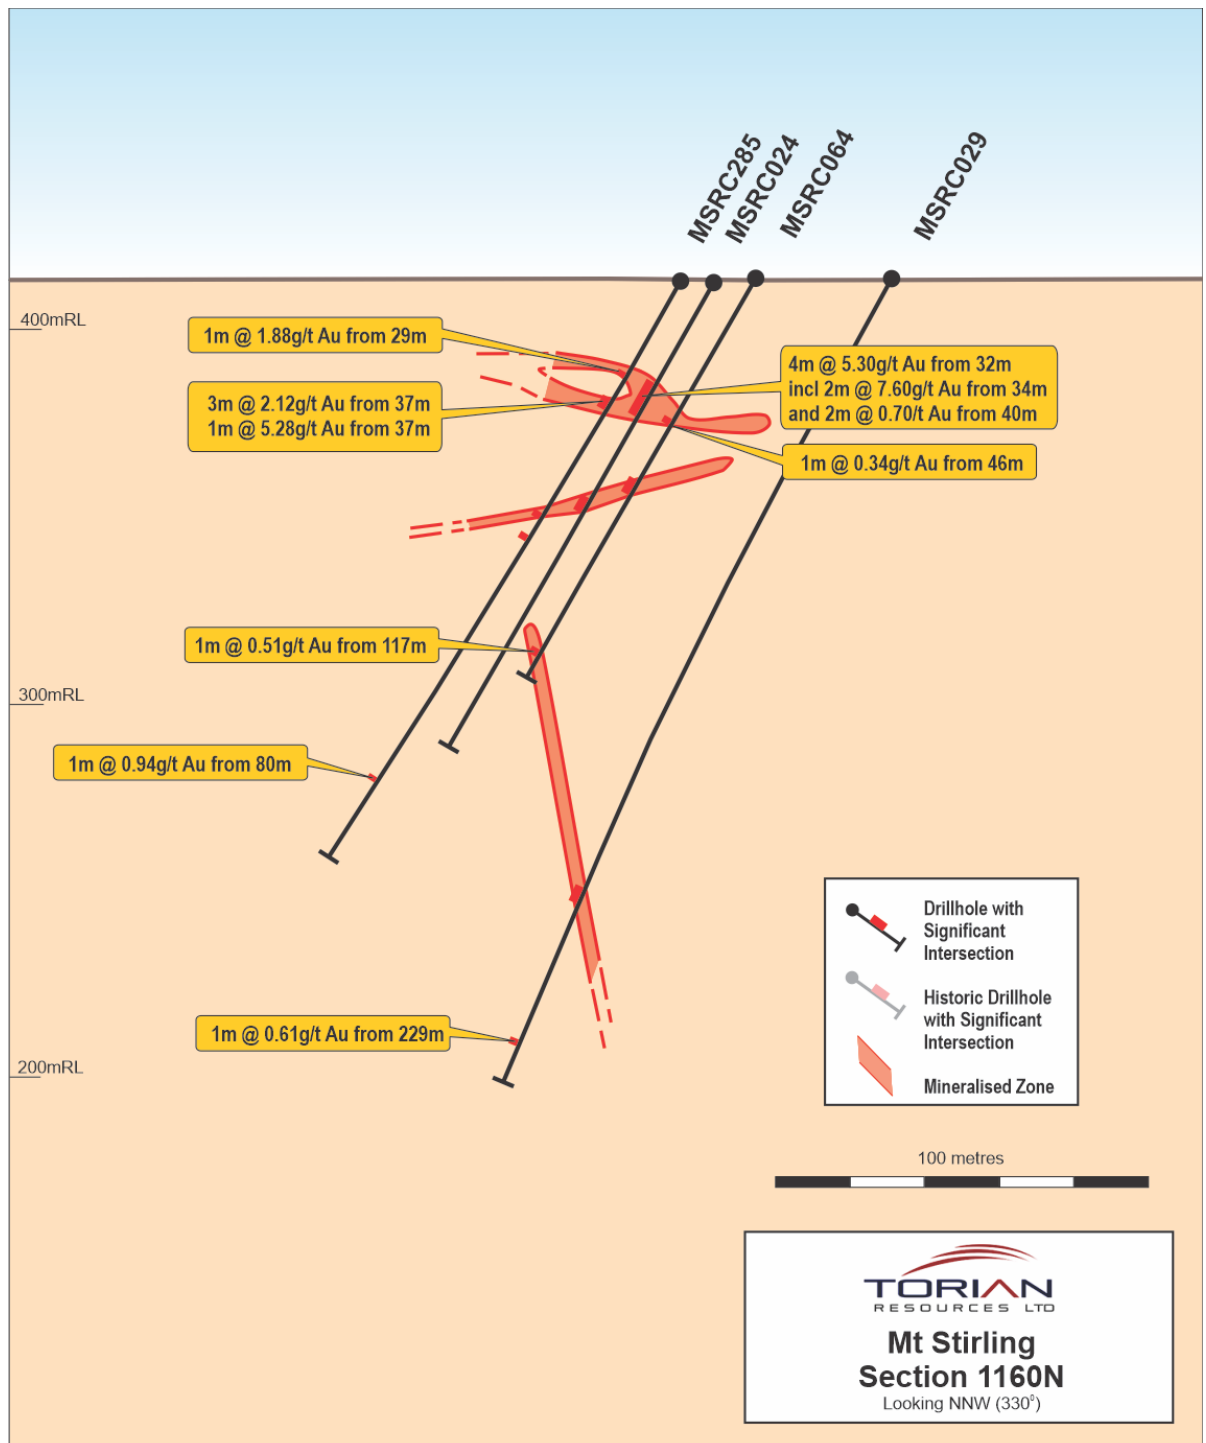 MSRC285
MSRC024
MSRC064
MSRC029
400mRL
1m @ 1.88g/t Au from 29m
4m @ 5.30g/t Au from 32m
incl 2m @ 7.60g/t Au from 34m
and 2m @ 0.70/t Au from 40m
3m @ 2.12g/t Au from 37m
1m @ 5.28g/t Au from 37m
1m @ 0.34g/t Au from 46m
1m @ 0.51g/t Au from 117m
300mRL
1m @ 0.94g/t Au from 80m
1m @ 0.61g/t Au from 229m
200mRL
Drillhole with
Significant
Intersection
Historic Drillhole
with Significant
Intersection
Mineralised Zone
100 metres
TORIAN
RESOURCES LTD
Mt Stirling
Section 1160N
Looking NNW (330⁰)